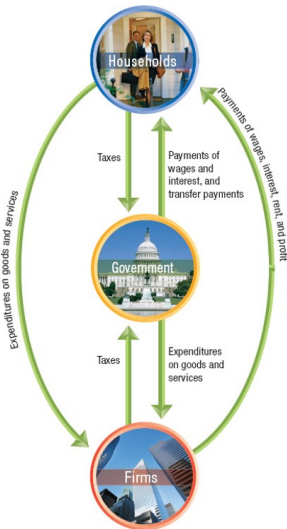 Households
Taxes
Payments of
wages and
interest, and
transfer payments
Payments of wages, interest, rent, and profit
Expenditures on goods and services
Government
Taxes
Expenditures
on goods and
services
Firms